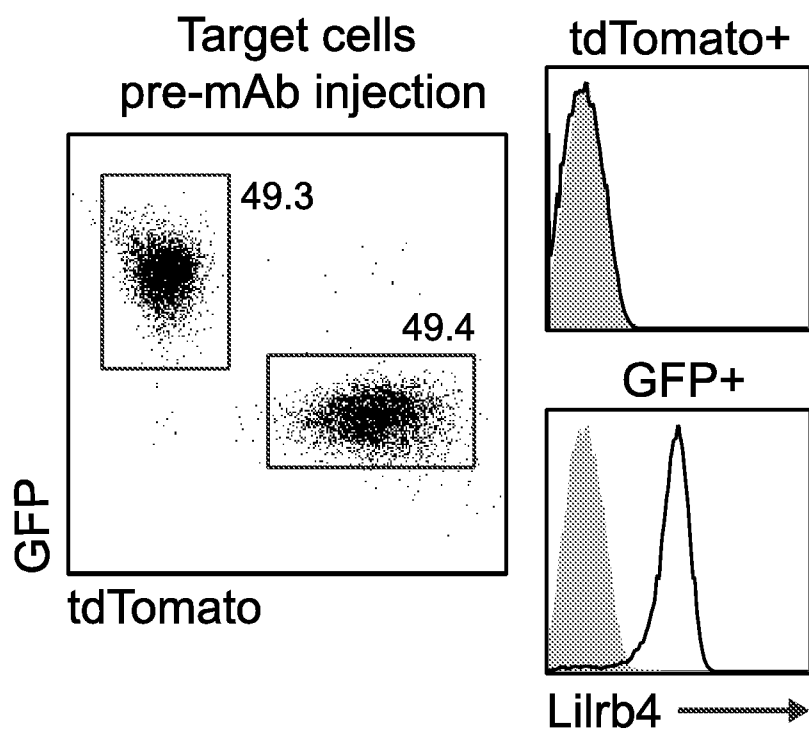 Target cells
pre-mAb injection
49.3
49.4
GFP
tdTomato
tdTomato+
GFP+
Lilrb4